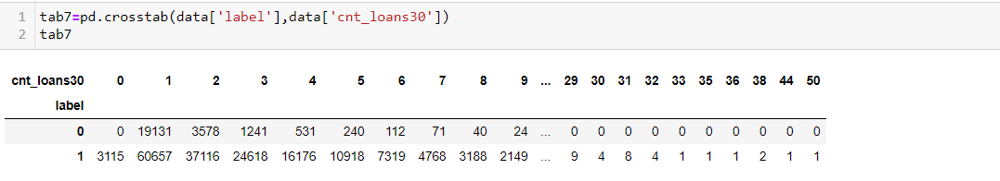 1 tab7=pd.crosstab(data['label'],data['cnt_loans30'])
2 tab7
cnt_loans30 0 1 2 3 4 5 6 7 8 9 ... 29 30 31 32 33 35 36 38 44 50
label
0 0 19131 3578 1241 531 240 112 71 40 24 ... 0 0 0 0 0 0 0 0 0 0
1 3115 60657 37116 24618 16176 10918 7319 4768 3188 2149 ... 9 4 8 4 1 1 1 2 1 1